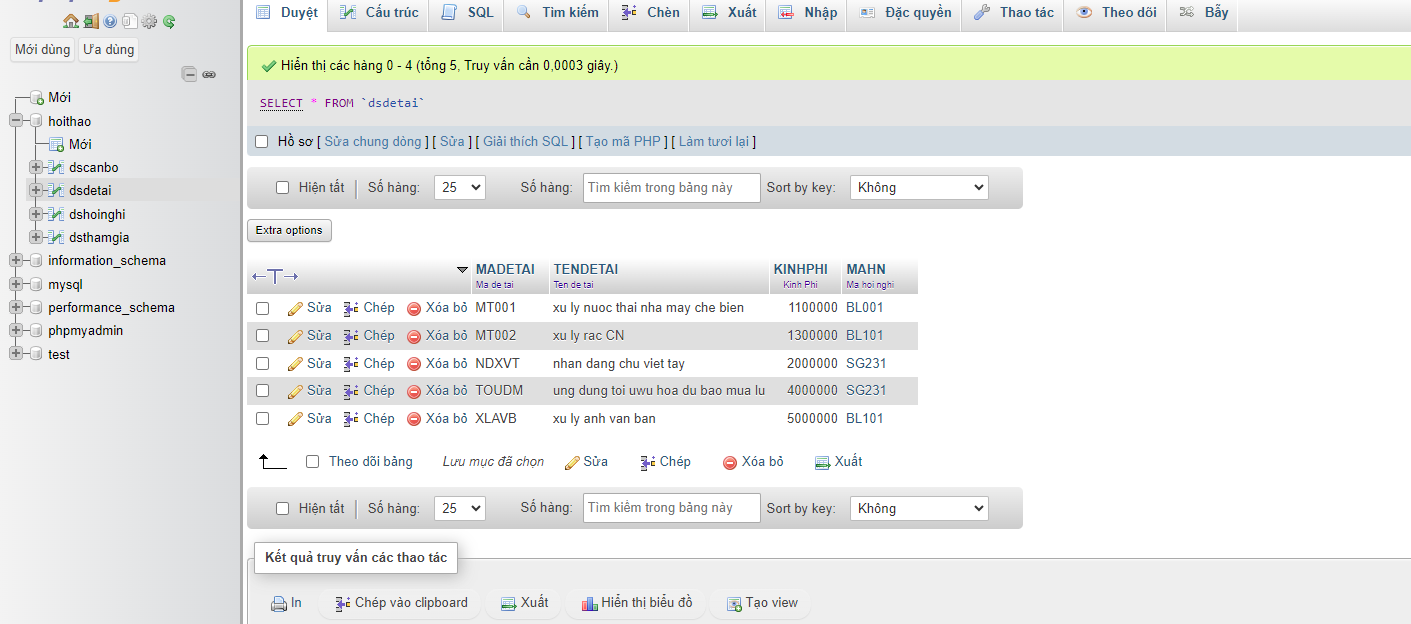 Duyệt Cấu trúc SQL Tìm kiếm Chèn Xuất Nhập Đặc quyền Thao tác Theo dõi Bẫy
Mới dùng Ưa dùng
Mới
hoithao
Mới
dscanbo
dsdetai
dshoinghi
dsthamgia
information_schema
mysql
performance_schema
phpmyadmin
test
Hiển thị các hàng 0 - 4 (tổng 5, Truy vấn cần 0,0003 giây.)
SELECT * FROM `dsdetai`
Hồ sơ [ Sửa chung dòng ] [ Sửa ] [ Giải thích SQL ] [ Tạo mã PHP ] [ Làm tươi lại ]
Hiện tất Số hàng: 25 Số hàng: Tìm kiếm trong bảng này Sort by key: Không
Extra options
←T→ MADETAI TENDETAI KINHPHI MAHN
Ma de tai Ten de tai Kinh Phi Ma hoi nghi
Sửa Chép Xóa bỏ MT001 xu ly nuoc thai nha may che bien 1100000 BL001
Sửa Chép Xóa bỏ MT002 xu ly rac CN 1300000 BL101
Sửa Chép Xóa bỏ NDXVT nhan dang chu viet tay 2000000 SG231
Sửa Chép Xóa bỏ TOUDM ung dung toi uwu hoa du bao mua lu 4000000 SG231
Sửa Chép Xóa bỏ XLAVB xu ly anh van ban 5000000 BL101
Theo dõi bảng Lưu mục đã chọn Sửa Chép Xóa bỏ Xuất
Hiện tất Số hàng: 25 Số hàng: Tìm kiếm trong bảng này Sort by key: Không
Kết quả truy vấn các thao tác
In Chép vào clipboard Xuất Hiển thị biểu đồ Tạo view